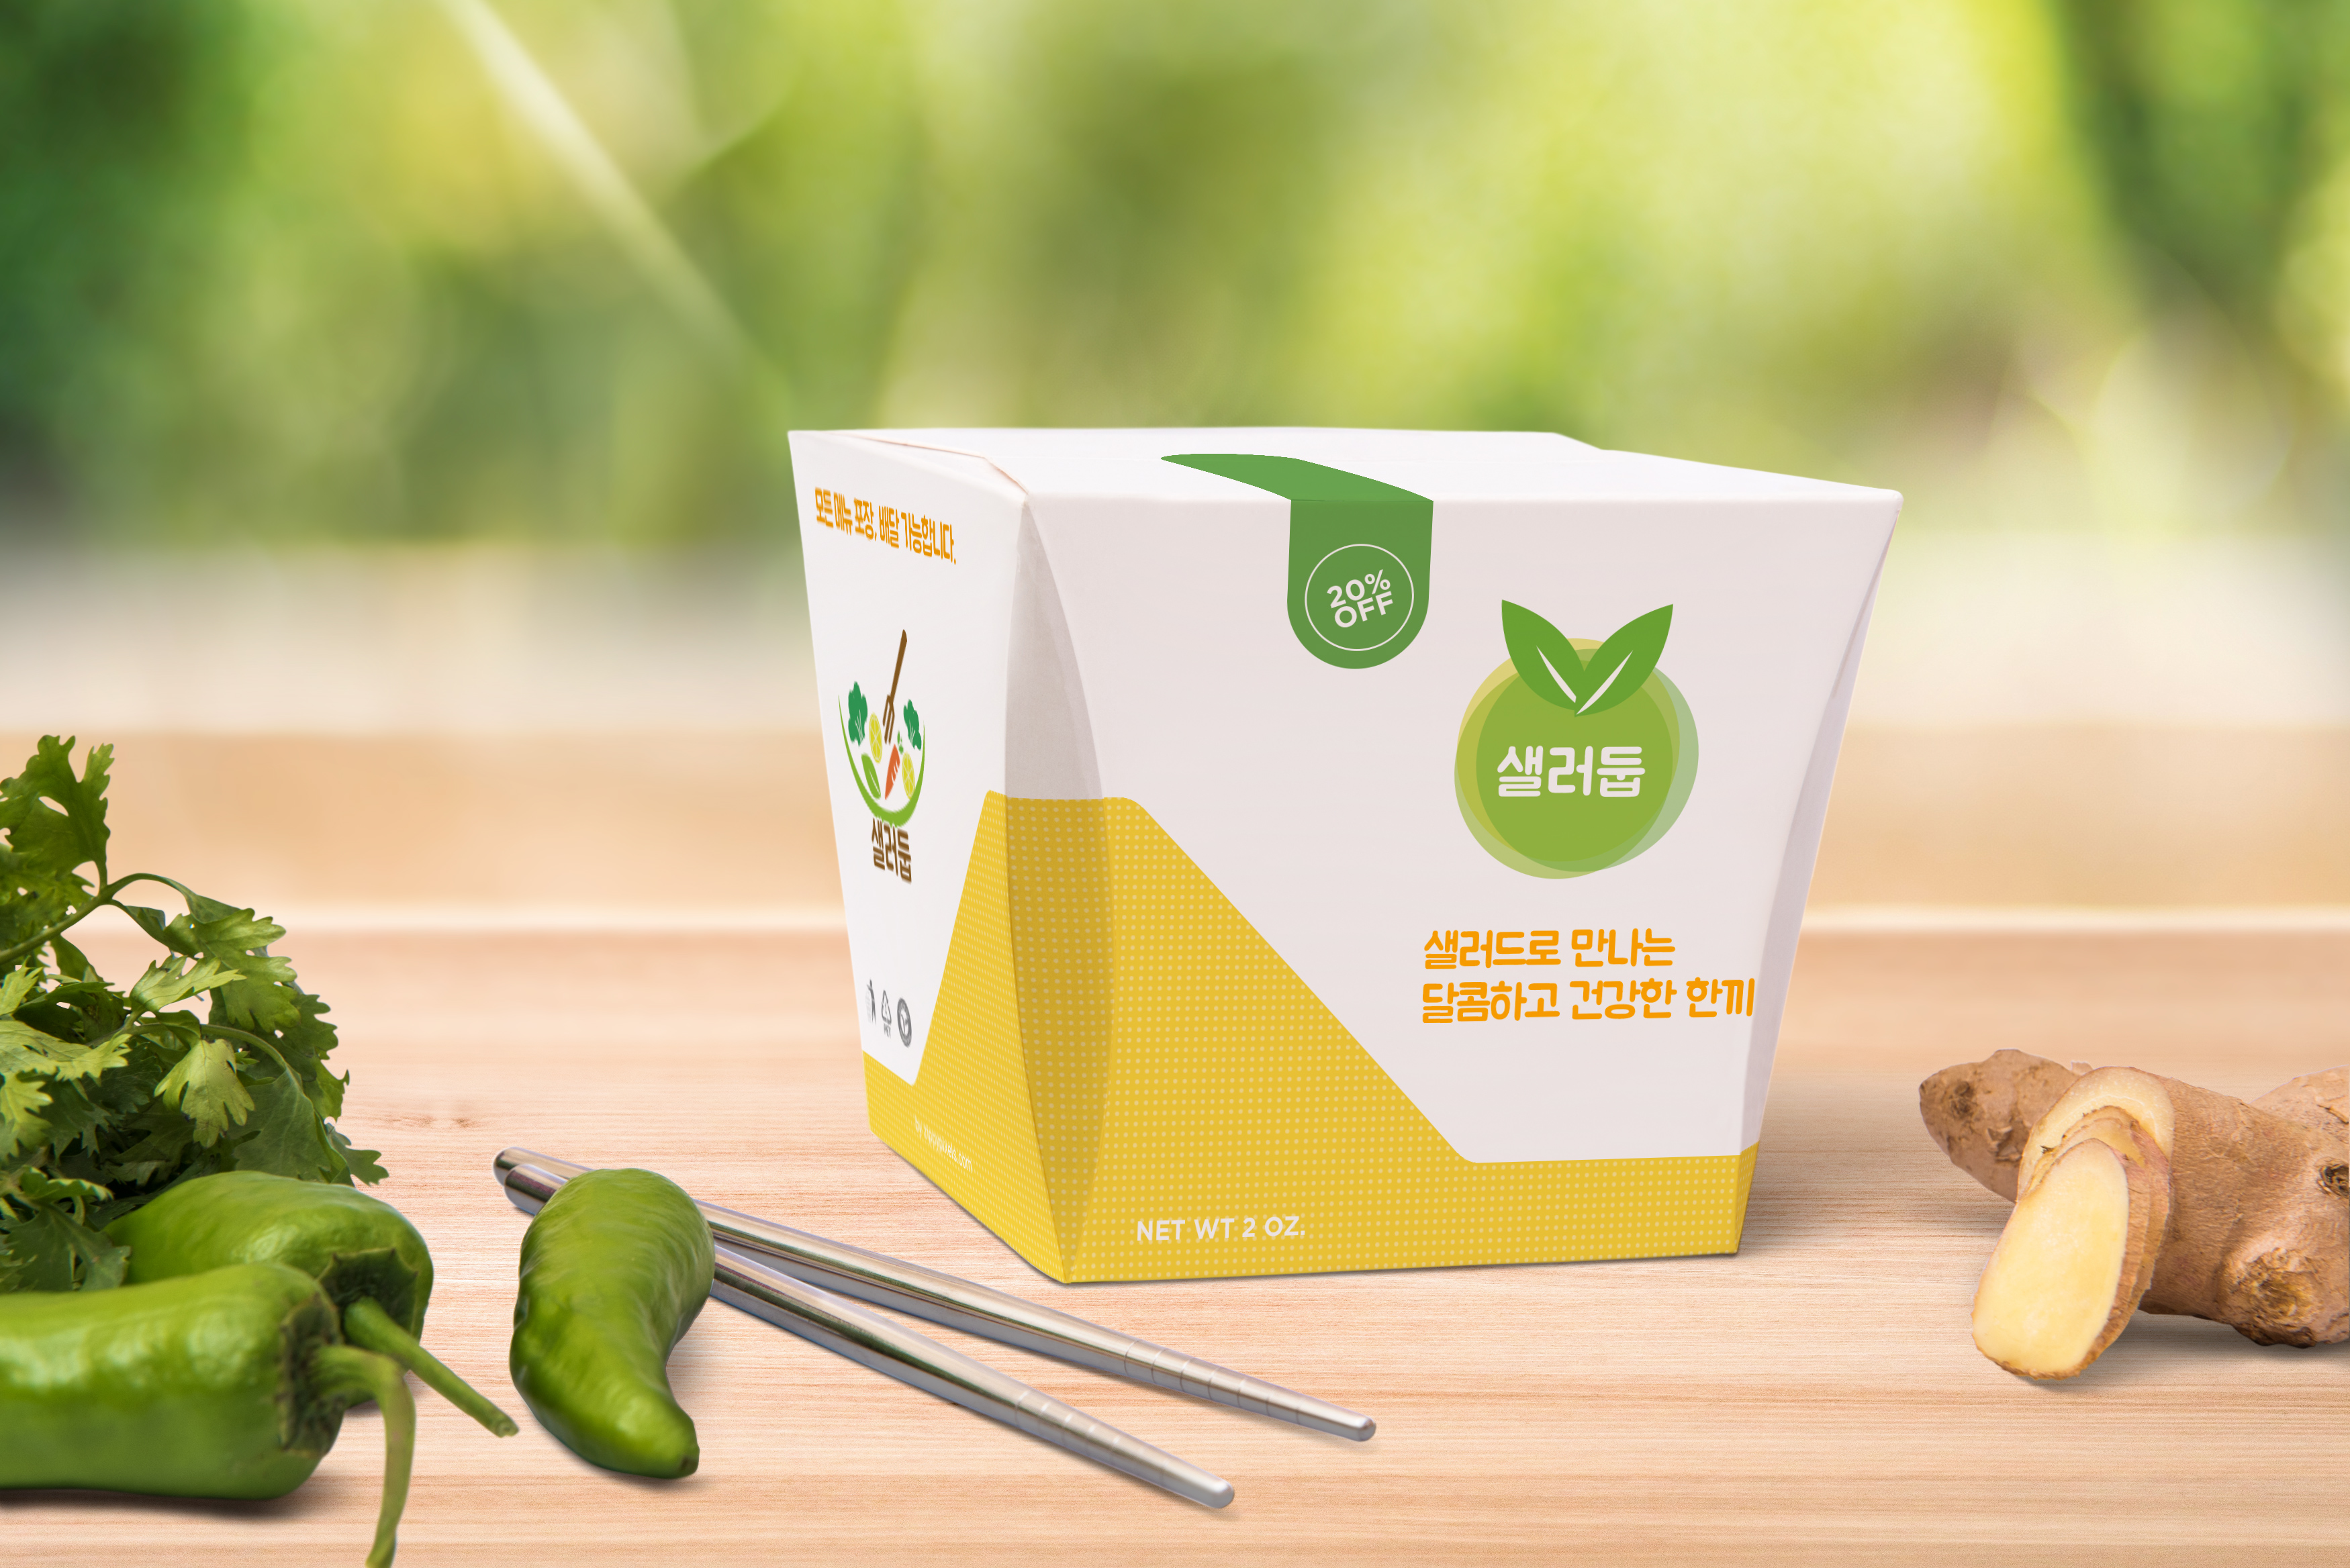 모든 메뉴 포장, 배달 가능합니다.
샐러둡
20%
OFF
샐러둡
샐러드로 만나는
달콤하고 건강한 한끼
NET WT 2 OZ.